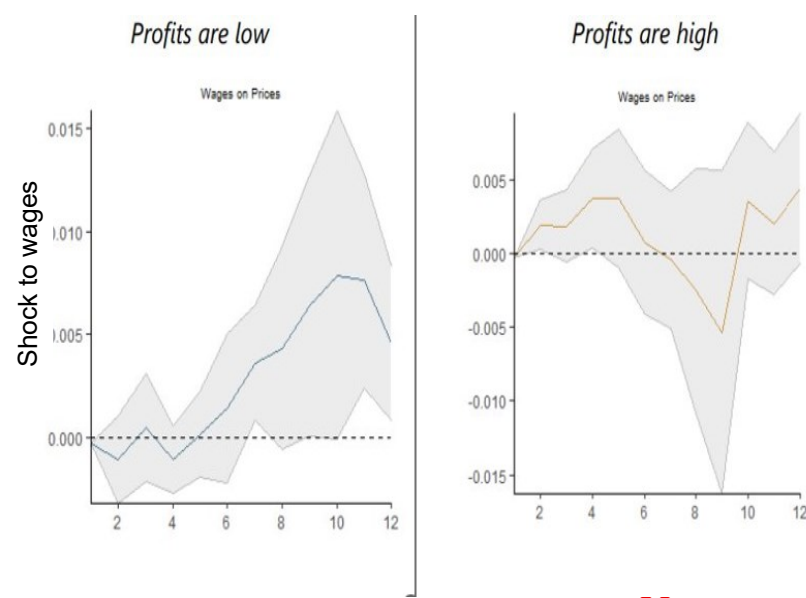 Profits are low
Wages on Prices
Shock to wages
0.015
0.010
0.005
0.000
2 4 6 8 10 12
Profits are high
Wages on Prices
0.005
0.000
-0.005
-0.010
-0.015
2 4 6 8 10 12